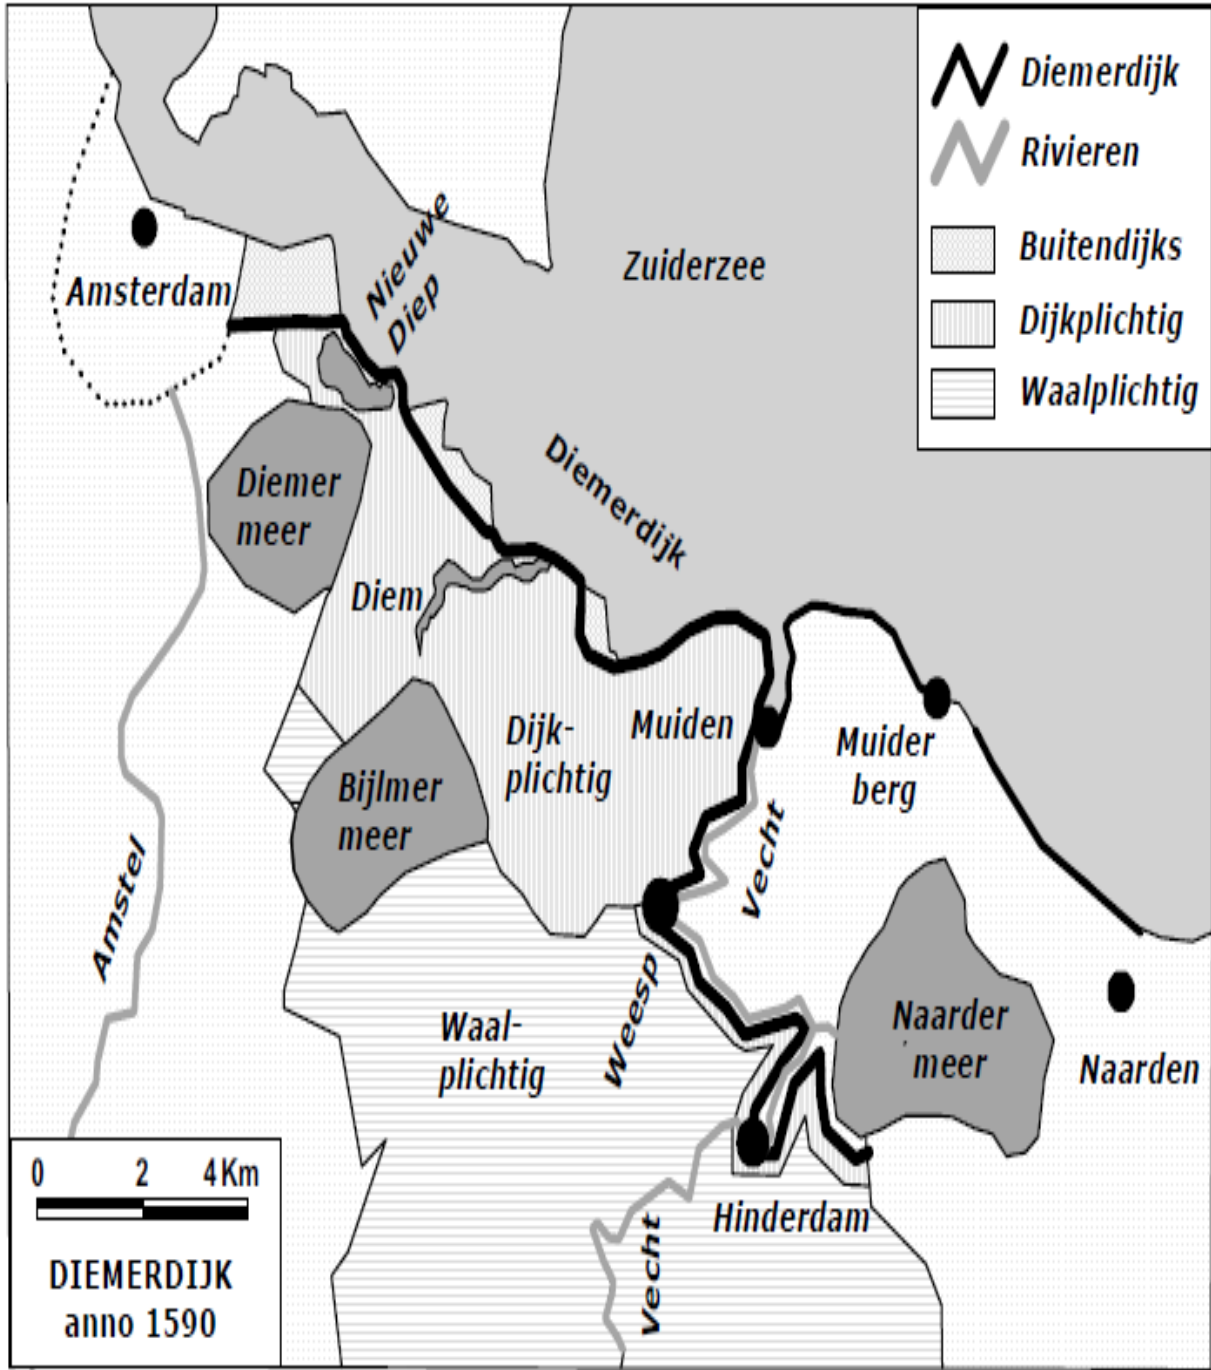 Diemerdijk
Rivieren
Buitendijks
Dijkplichtig
Waalplichtig
Nieuwe
Diep
Zuiderzee
Amsterdam
Diemerdijk
Diemer
meer
Diem
Dijk-
plichtig
Muiden
Muider
berg
Bijlmer
meer
Vecht
Amstel
Weesp
Waal-
plichtig
Naarder
meer
Naarden
Hinderdam
Vecht
0 2 4 Km
DIEMERDIJK
anno 1590